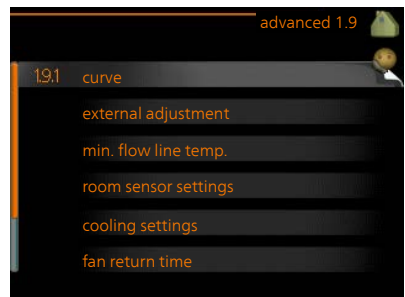 advanced 1.9
1.9.1 curve
external adjustment
min. flow line temp.
room sensor settings
cooling settings
fan return time